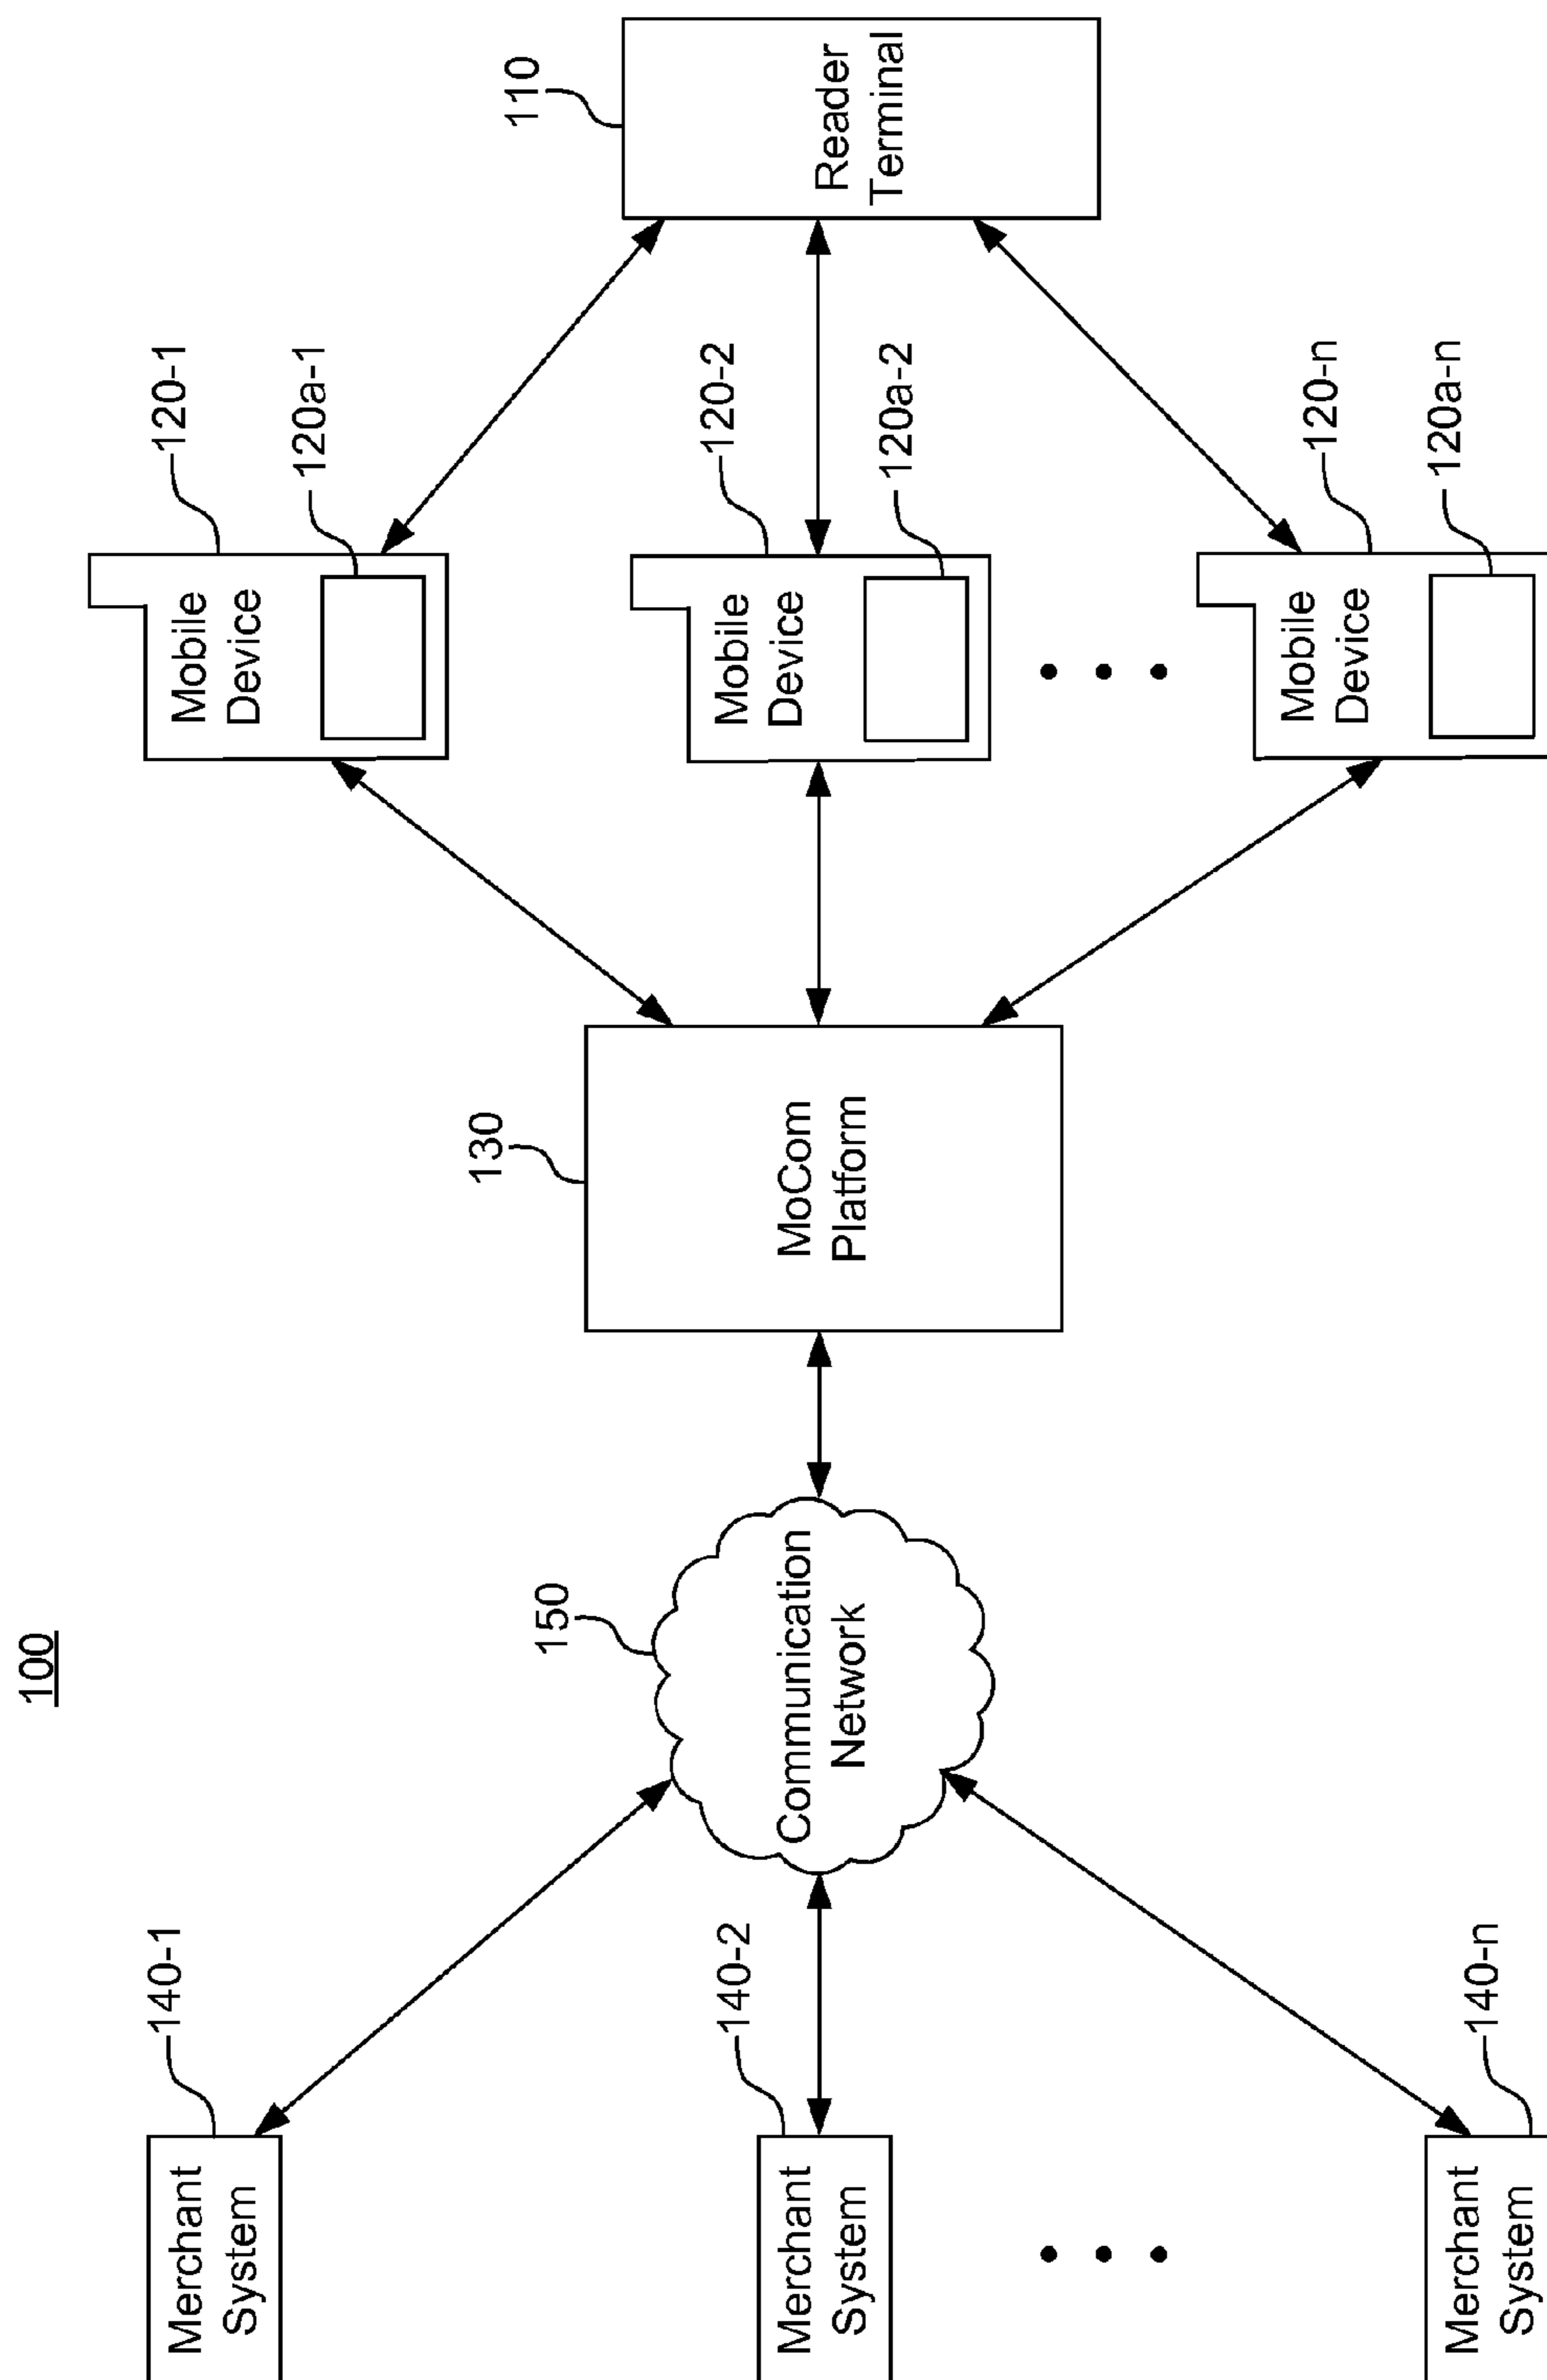 100
140-1
Merchant
System
140-2
Merchant
System
140-n
Merchant
System
150
Communication
Network
130
MoCom
Platform
120-1
Mobile
Device
120a-1
120-2
Mobile
Device
120a-2
120-n
Mobile
Device
120a-n
110
Reader
Terminal